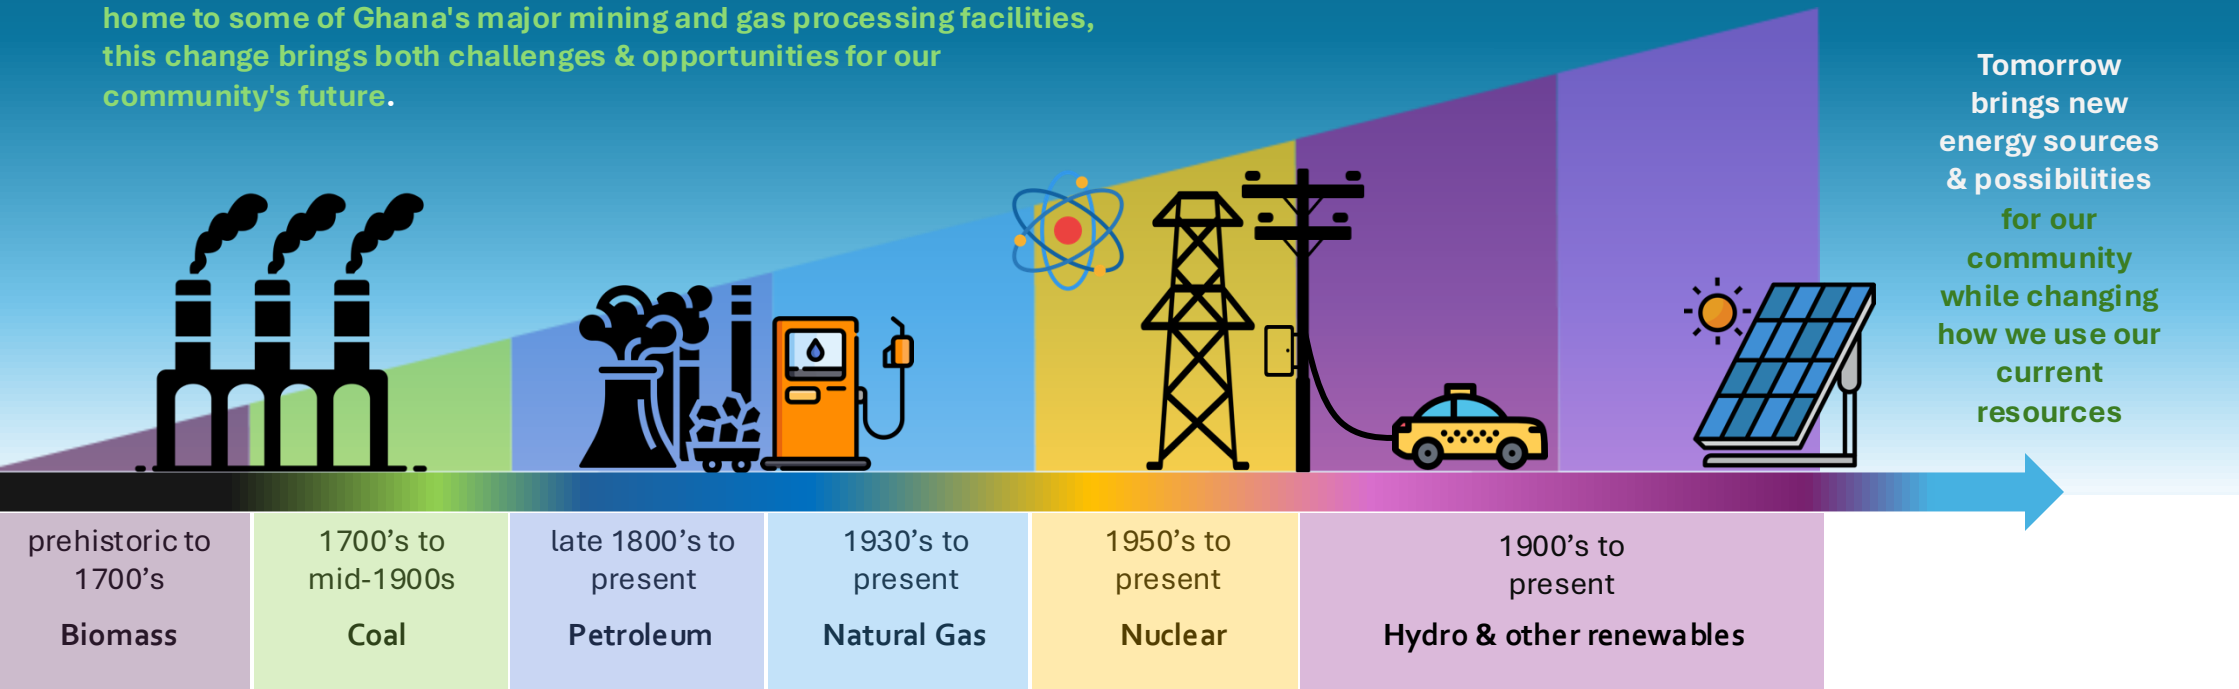 home to some of Ghana's major mining and gas processing facilities,
this change brings both challenges & opportunities for our
community's future.
Tomorrow
brings new
energy sources
& possibilities
for our
community
while changing
how we use our
current
resources
prehistoric to
1700's
Biomass
1700's to
mid-1900s
Coal
late 1800's to
present
Petroleum
1930's to
present
Natural Gas
1950's to
present
Nuclear
1900's to
present
Hydro & other renewables